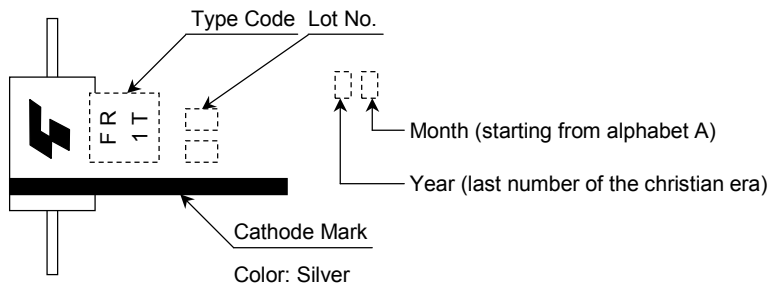 Type Code
Lot No.
FR
1T
Month (starting from alphabet A)
Year (last number of the christian era)
Cathode Mark
Color: Silver